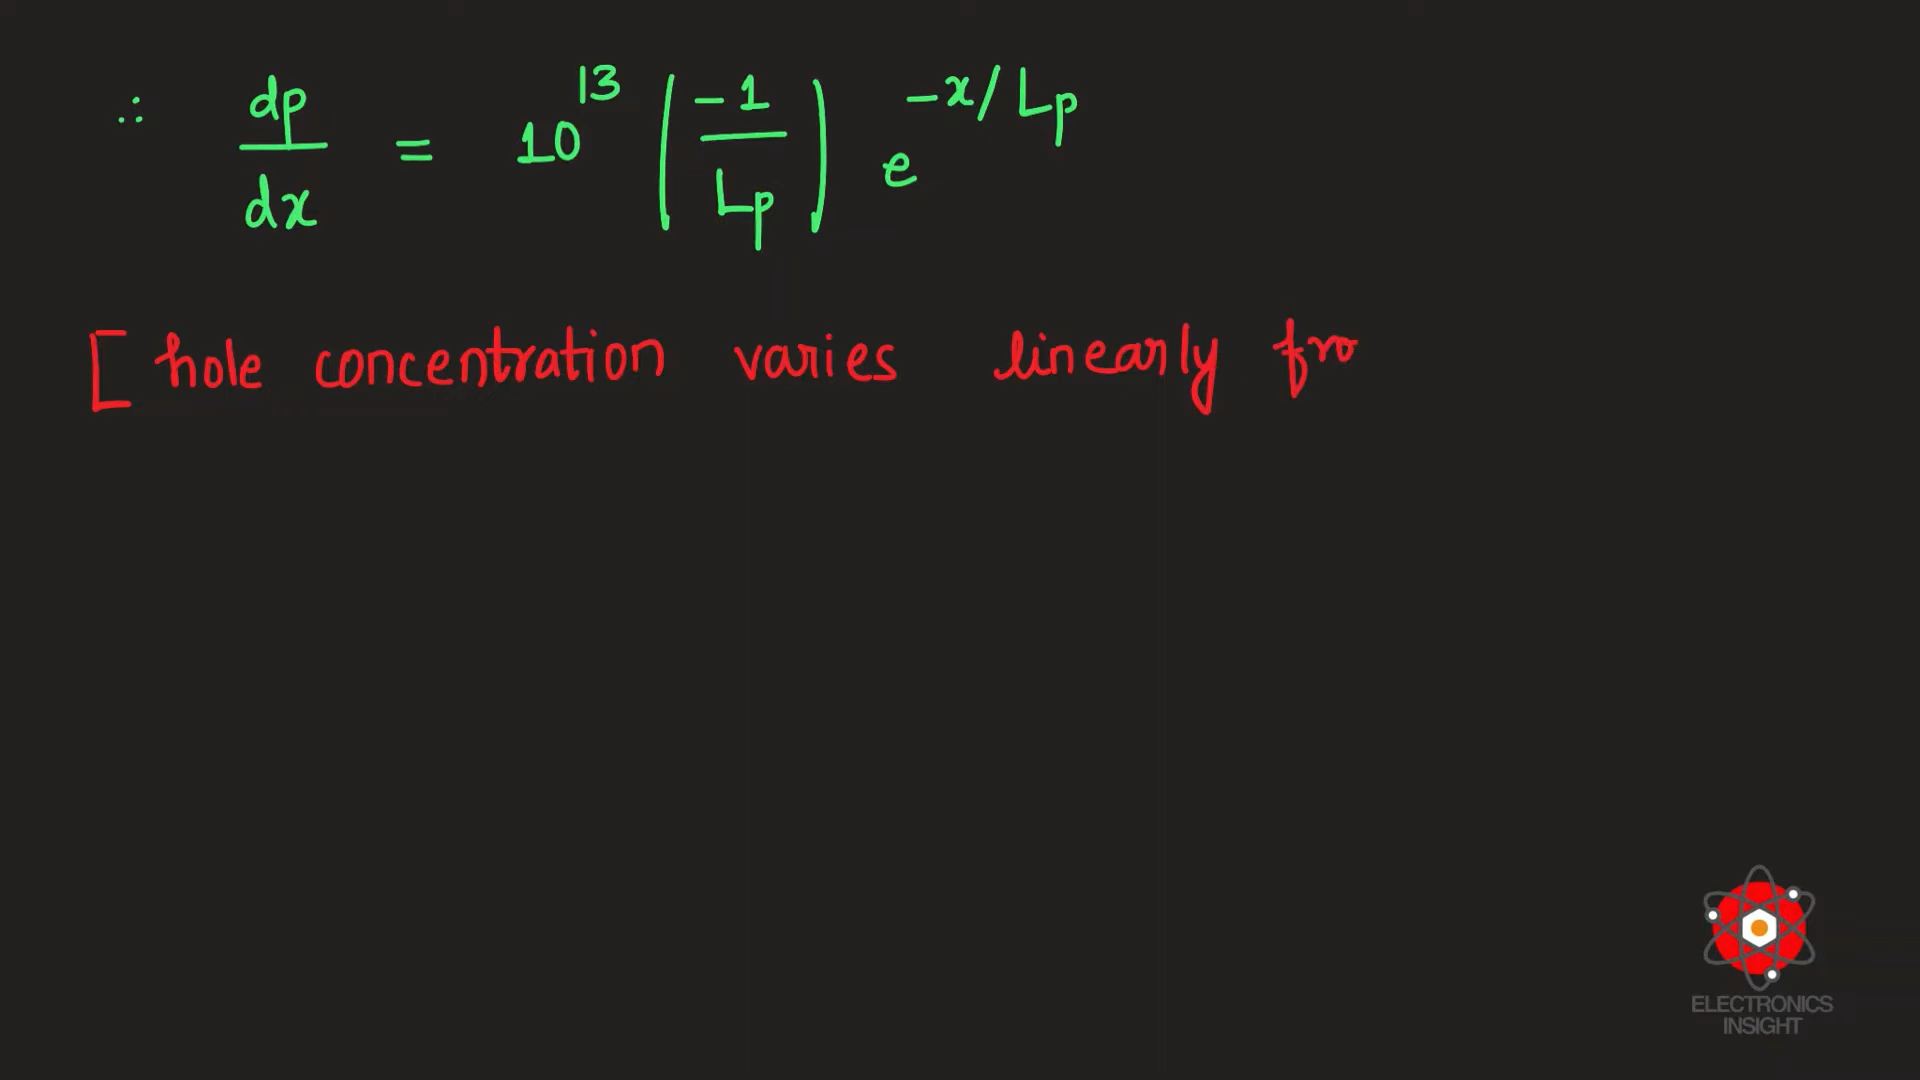 ∴ dp/dx = 10^13 (-1/Lp) e^(-x/Lp)
[ hole concentration varies linearly fro
ELECTRONICS
INSIGHT